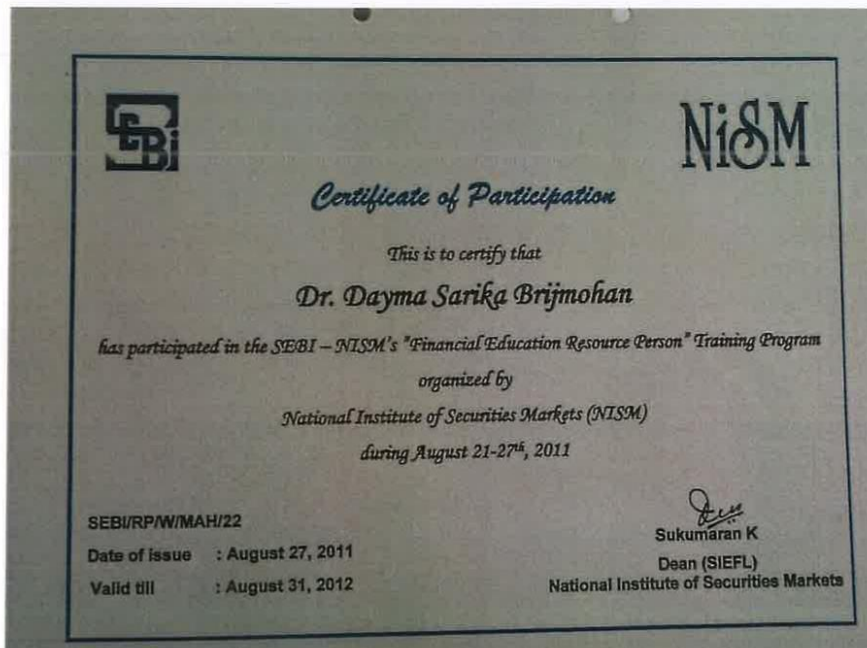 SEBI
NiSM
Certificate of Participation
This is to certify that
Dr. Dayma Sarika Brijmohan
has participated in the SEBI – NISM's "Financial Education Resource Person" Training Program
organized by
National Institute of Securities Markets (NISM)
during August 21-27th, 2011
SEBI/RP/W/MAH/22
Date of issue : August 27, 2011
Valid till : August 31, 2012
Sukumaran K
Dean (SIEFL)
National Institute of Securities Markets